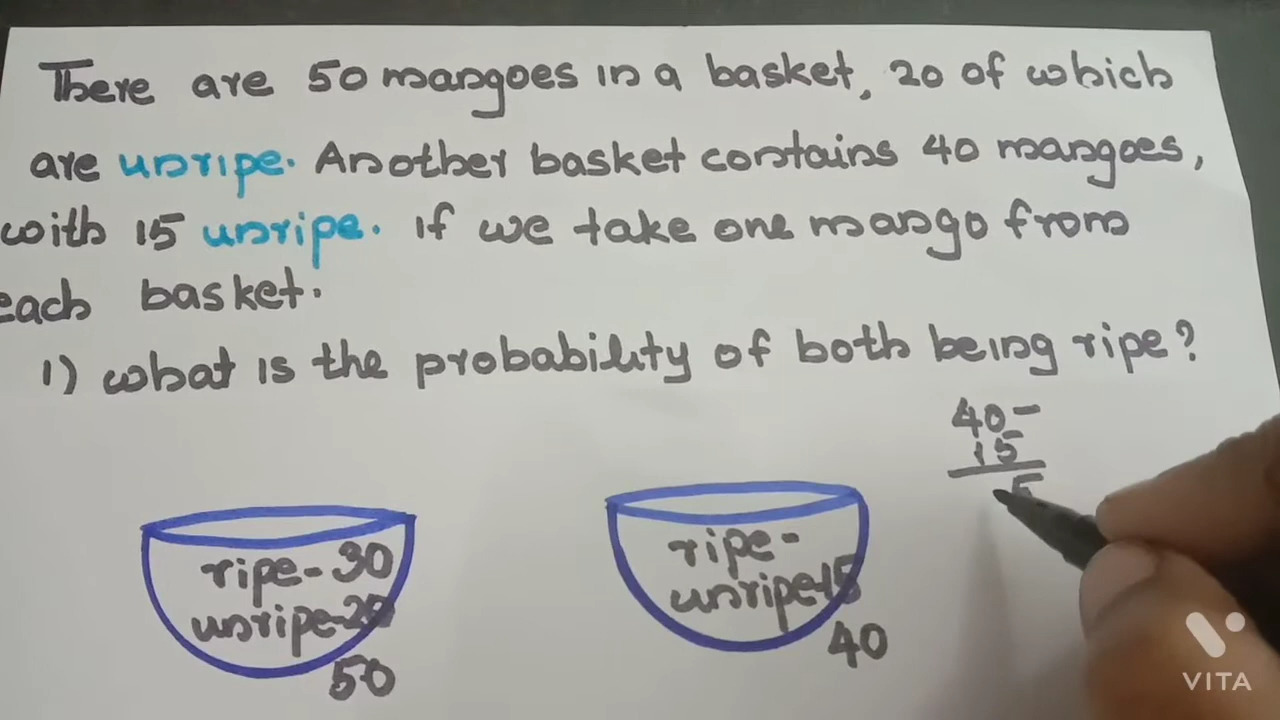 There are 50 mangoes in a basket, 20 of which
are unripe. Another basket contains 40 mangoes,
with 15 unripe. If we take one mango from
each basket.
1) What is the probability of both being ripe?
40-
15
5
ripe-30
unripe-20
50
ripe-
unripe-15
40
VITA